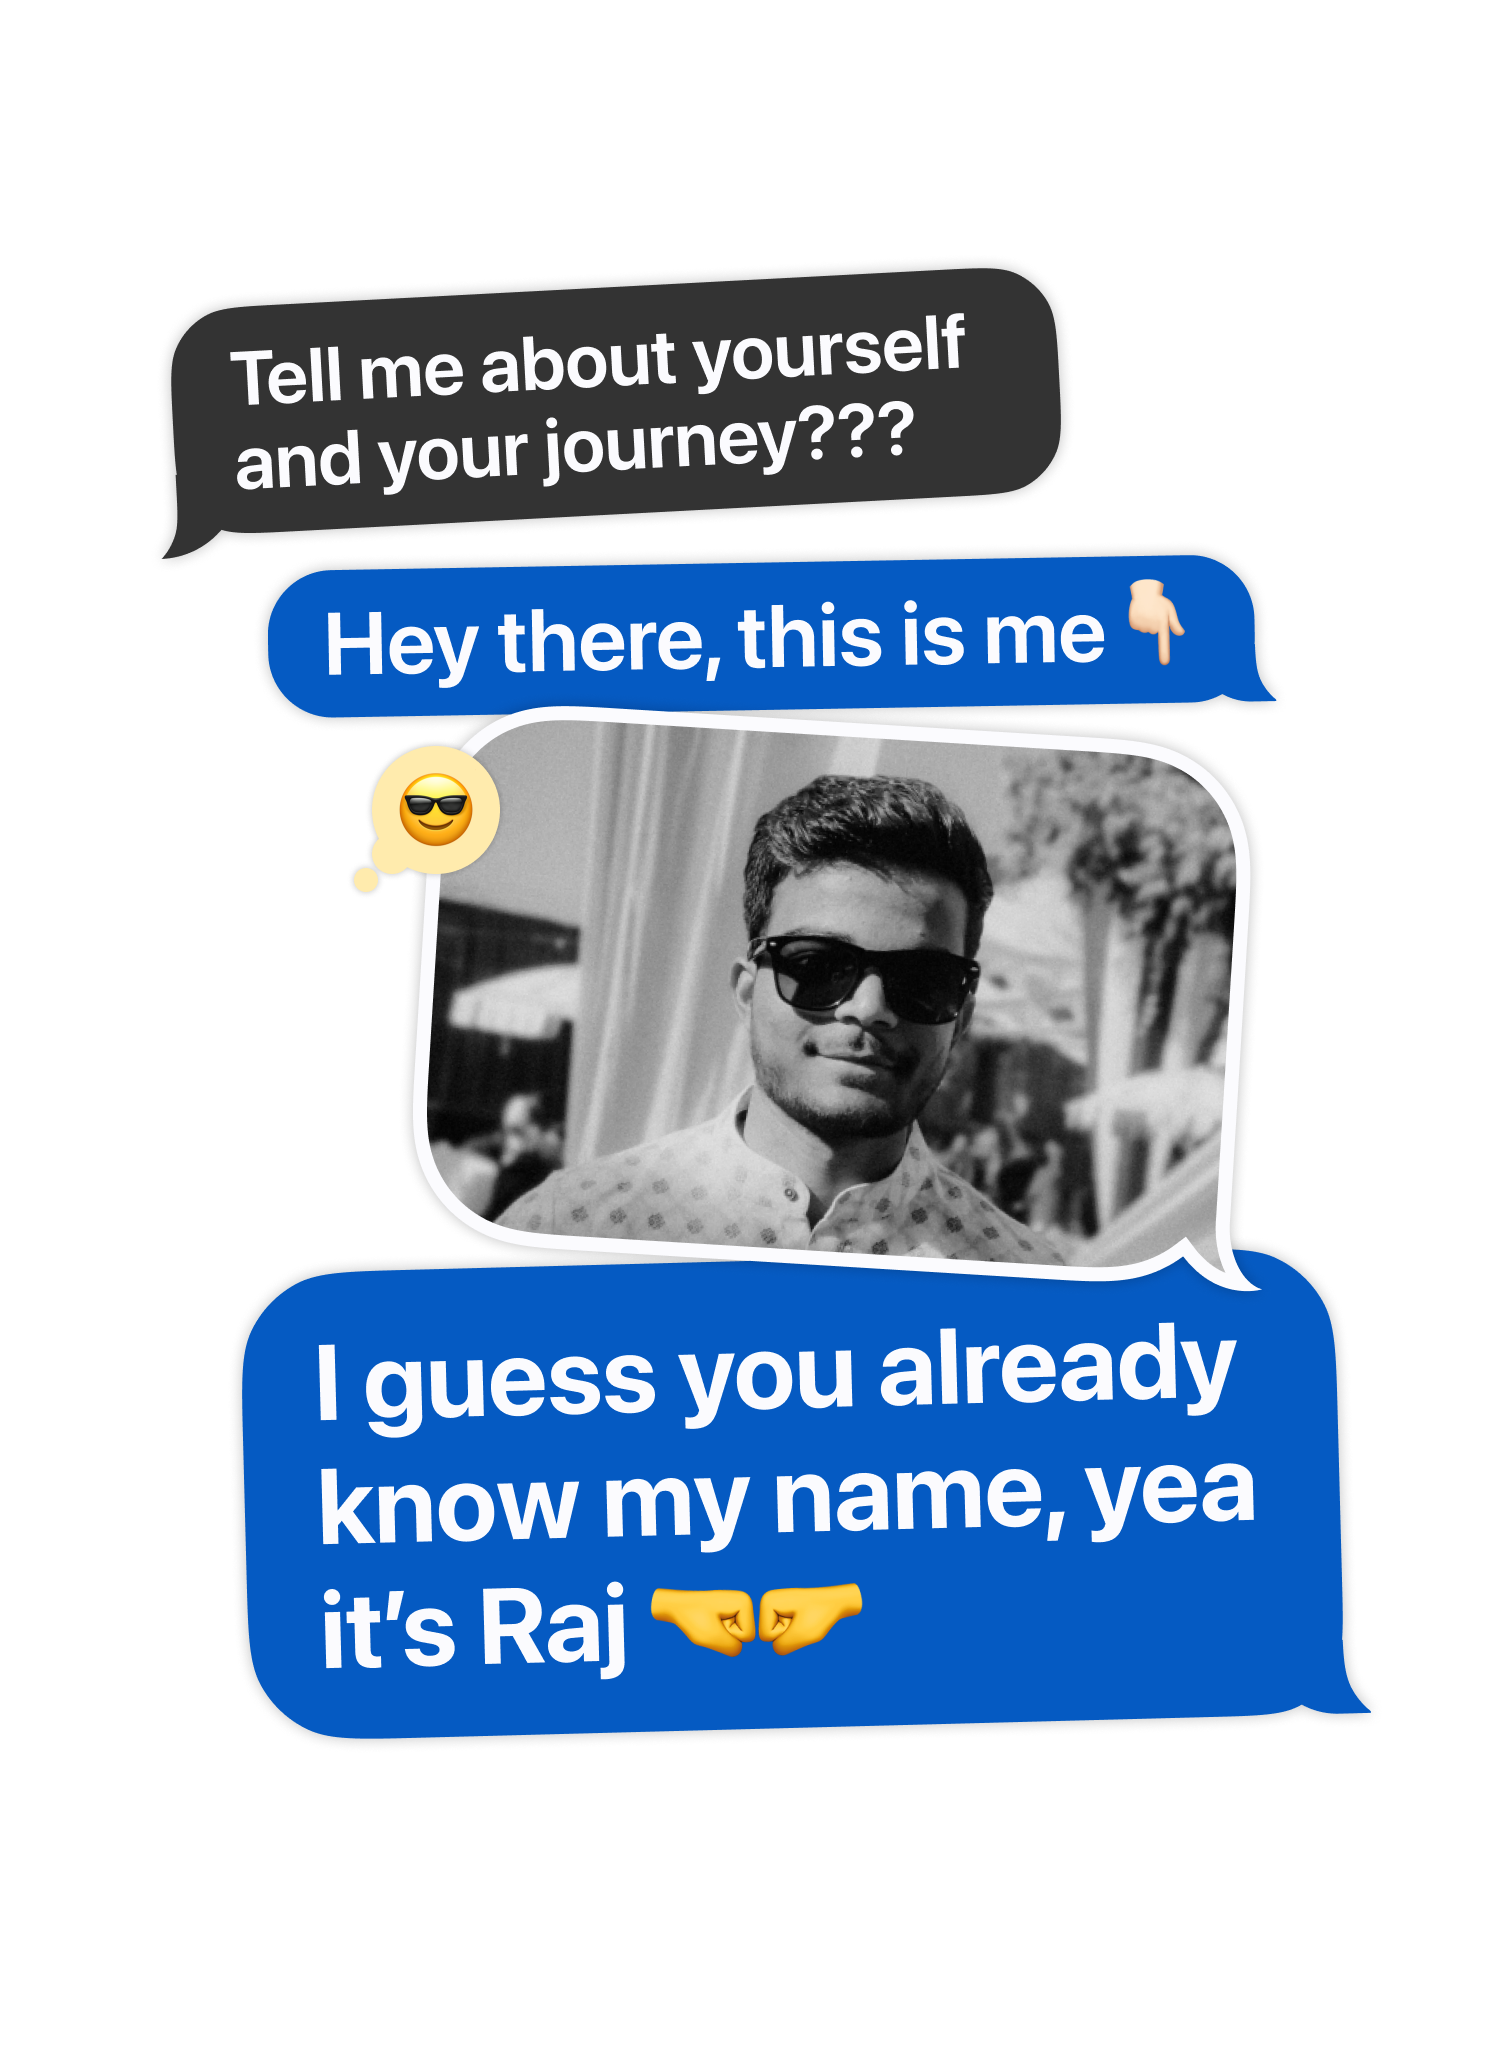 Tell me about yourself
and your journey???
Hey there, this is me 👇🏻
😎
I guess you already
know my name, yea
it’s Raj 🤛🤜